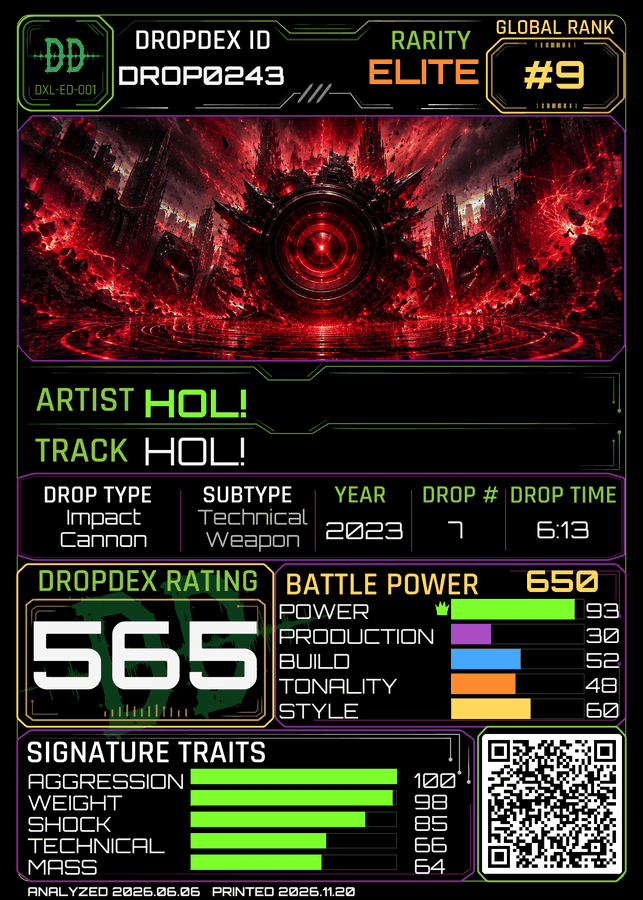 DD
DXL-ED-001
DROPDEX ID
DROP0243
RARITY
ELITE
GLOBAL RANK
#9
ARTIST HOL!
TRACK HOL!
DROP TYPE
Impact
Cannon
SUBTYPE
Technical
Weapon
YEAR
2023
DROP #
7
DROP TIME
6:13
DROPDEX RATING
565
BATTLE POWER 650
POWER 93
PRODUCTION 30
BUILD 52
TONALITY 48
STYLE 60
SIGNATURE TRAITS
AGGRESSION 100
WEIGHT 98
SHOCK 85
TECHNICAL 66
MASS 64
ANALYZED 2026.06.06 PRINTED 2026.11.20